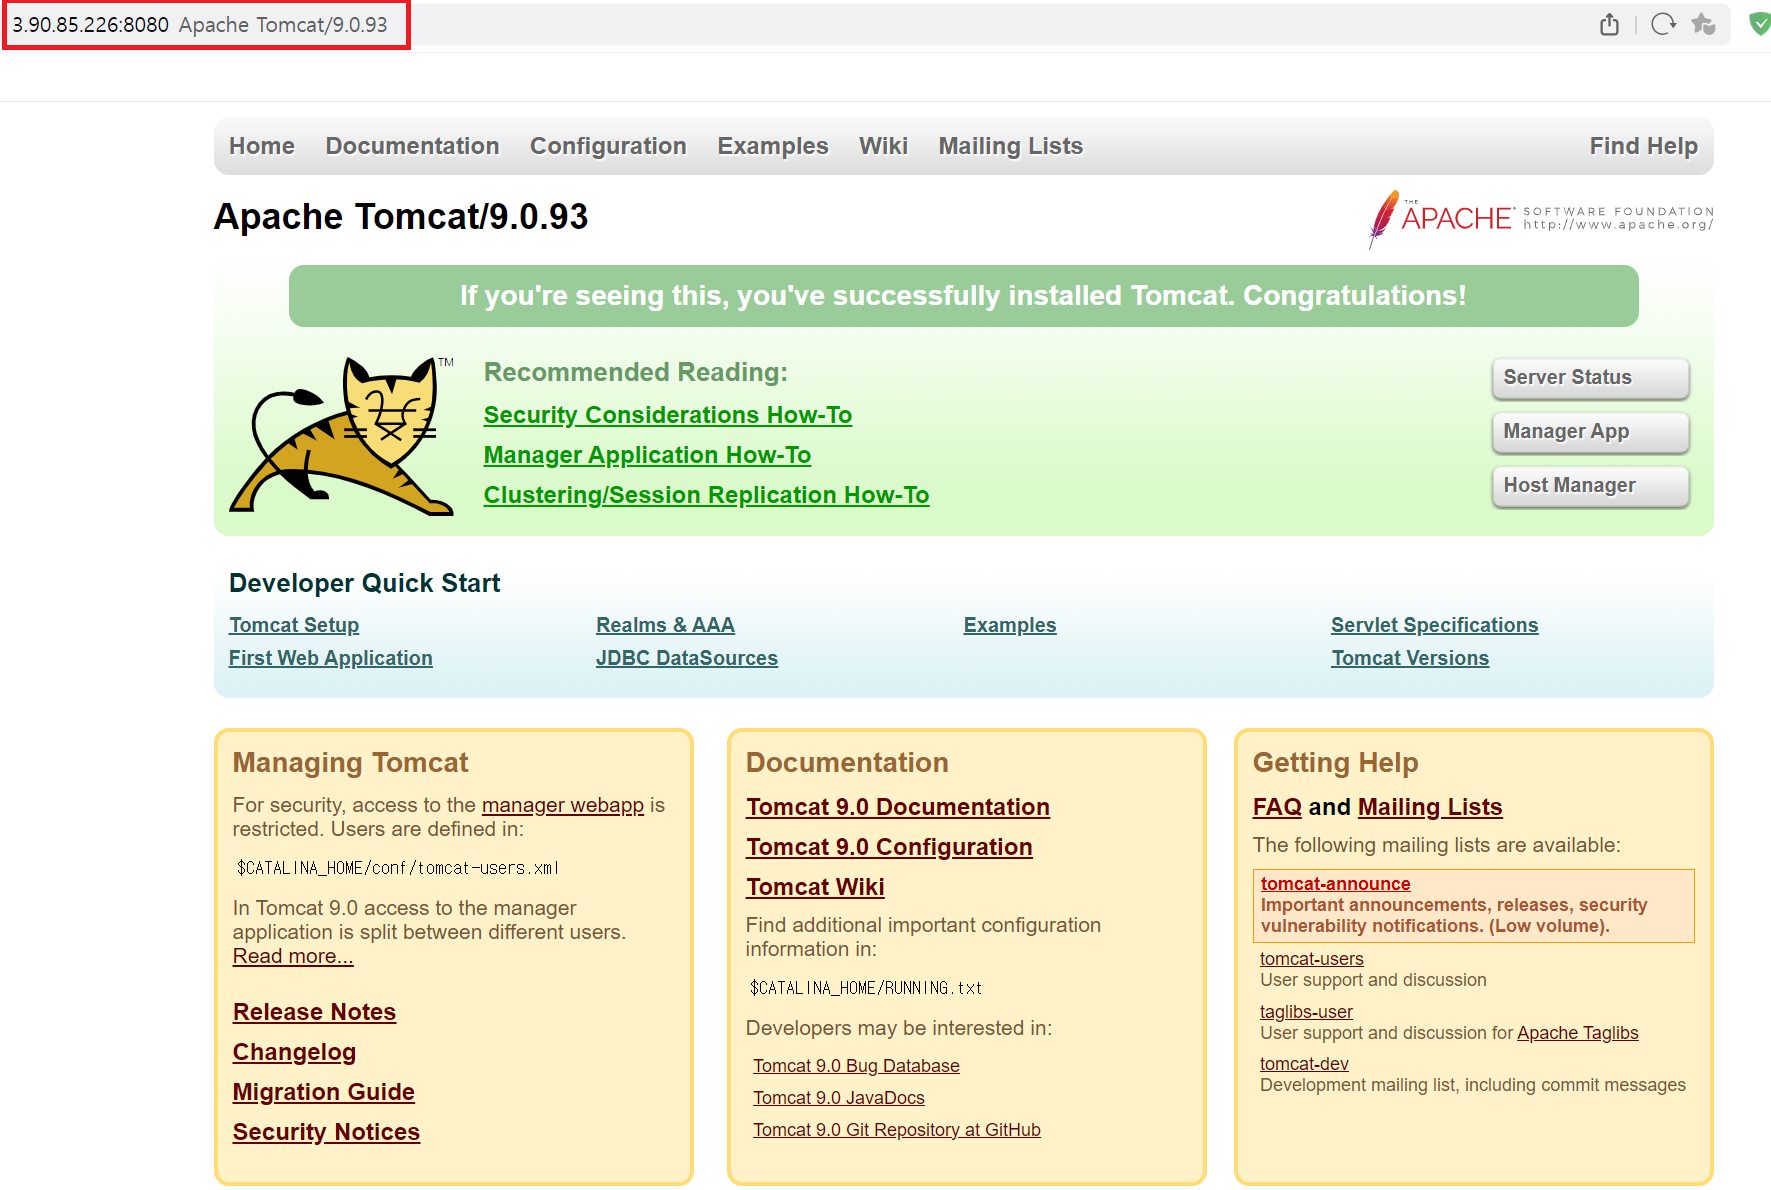 3.90.85.226:8080 Apache Tomcat/9.0.93
Home Documentation Configuration Examples Wiki Mailing Lists Find Help
Apache Tomcat/9.0.93
THE APACHE SOFTWARE FOUNDATION
http://www.apache.org/
If you're seeing this, you've successfully installed Tomcat. Congratulations!
TM
Recommended Reading:
Security Considerations How-To
Manager Application How-To
Clustering/Session Replication How-To
Server Status
Manager App
Host Manager
Developer Quick Start
Tomcat Setup
First Web Application
Realms & AAA
JDBC DataSources
Examples
Servlet Specifications
Tomcat Versions
Managing Tomcat
For security, access to the manager webapp is
restricted. Users are defined in:
$CATALINA_HOME/conf/tomcat-users.xml
In Tomcat 9.0 access to the manager
application is split between different users.
Read more...
Release Notes
Changelog
Migration Guide
Security Notices
Documentation
Tomcat 9.0 Documentation
Tomcat 9.0 Configuration
Tomcat Wiki
Find additional important configuration
information in:
$CATALINA_HOME/RUNNING.txt
Developers may be interested in:
Tomcat 9.0 Bug Database
Tomcat 9.0 JavaDocs
Tomcat 9.0 Git Repository at GitHub
Getting Help
FAQ and Mailing Lists
The following mailing lists are available:
tomcat-announce
Important announcements, releases, security
vulnerability notifications. (Low volume).
tomcat-users
User support and discussion
taglibs-user
User support and discussion for Apache Taglibs
tomcat-dev
Development mailing list, including commit messages